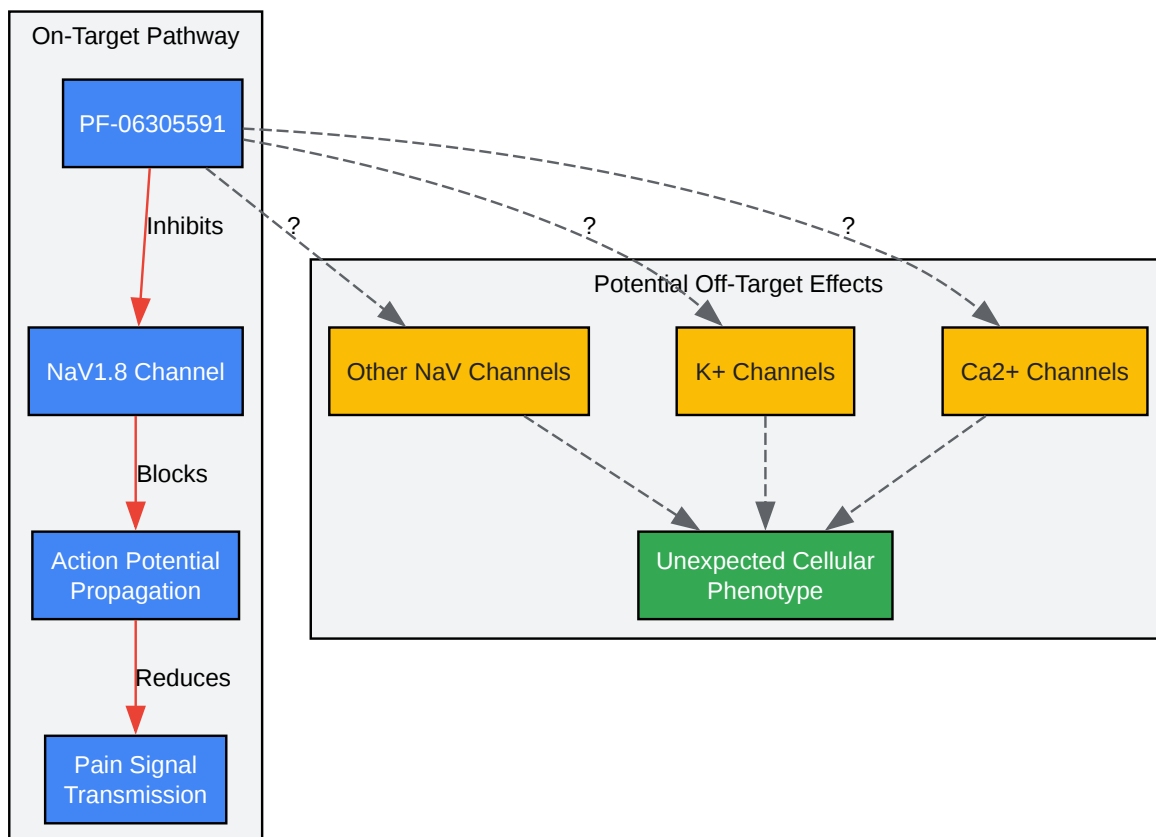 On-Target Pathway
PF-06305591
Inhibits
?
?
?
Potential Off-Target Effects
NaV1.8 Channel
Other NaV Channels
K+ Channels
Ca2+ Channels
Blocks
Action Potential
Propagation
Unexpected Cellular
Phenotype
Reduces
Pain Signal
Transmission